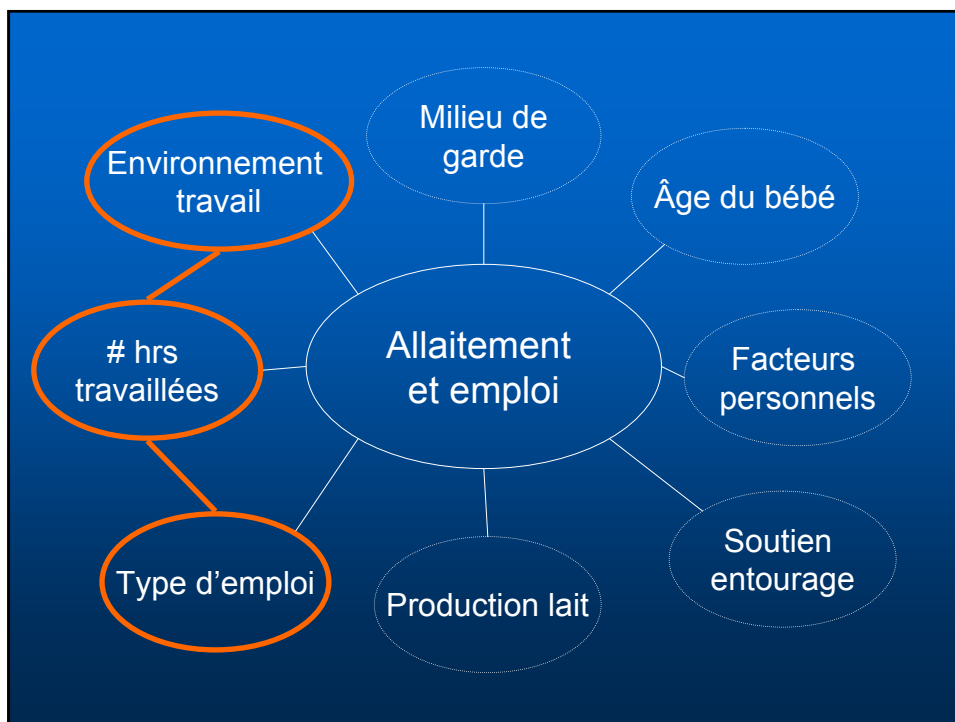 Milieu de
garde
Environnement
travail
Âge du bébé
# hrs
travaillées
Allaitement
et emploi
Facteurs
personnels
Type d’emploi
Production lait
Soutien
entourage